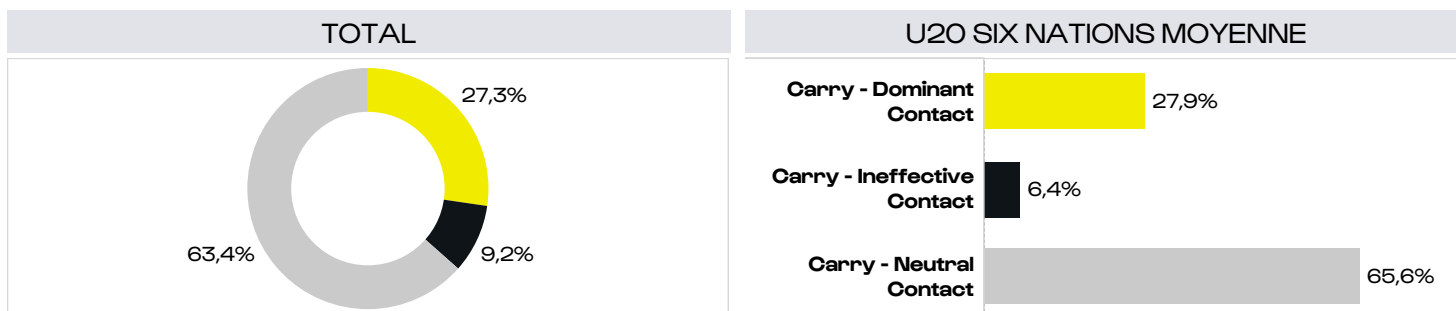 TOTAL
27,3%
9,2%
63,4%
U20 SIX NATIONS MOYENNE
Carry - Dominant
Contact
27,9%
Carry - Ineffective
Contact
6,4%
Carry - Neutral
Contact
65,6%